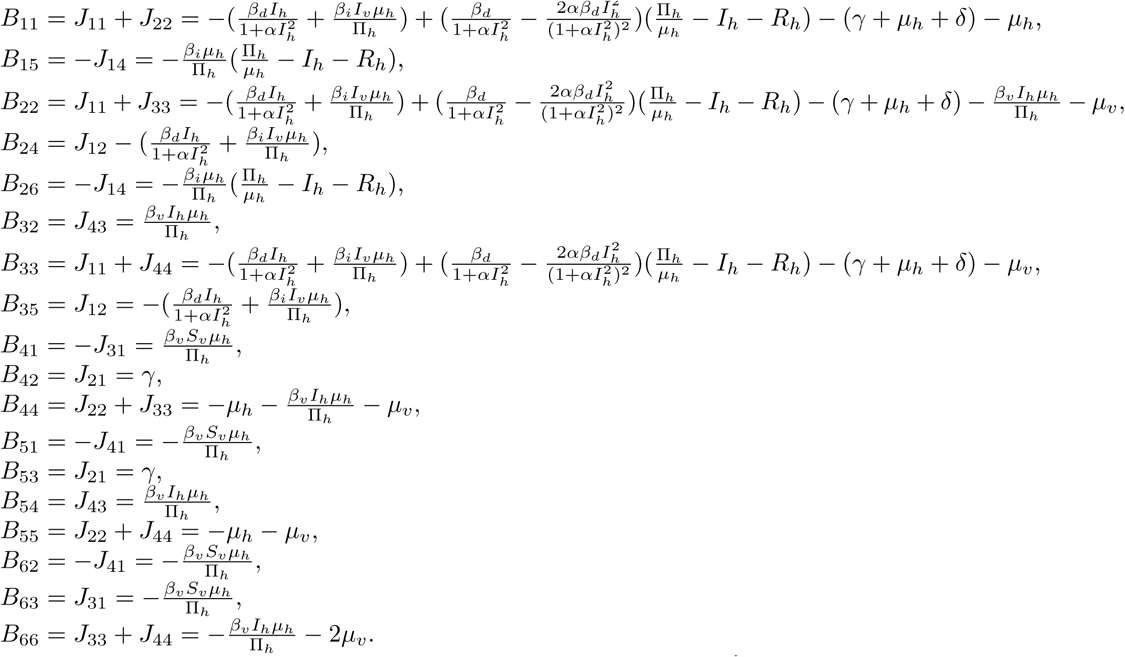 $B_{11} = J_{11} + J_{22} = -(\frac{\beta_d I_h}{1+\alpha I_h^2} + \frac{\beta_i I_v \mu_h}{\Pi_h}) + (\frac{\beta_d}{1+\alpha I_h^2} - \frac{2\alpha\beta_d I_h^2}{(1+\alpha I_h^2)^2})(\frac{\Pi_h}{\mu_h} - I_h - R_h) - (\gamma + \mu_h + \delta) - \mu_h,$
$B_{15} = -J_{14} = -\frac{\beta_i \mu_h}{\Pi_h}(\frac{\Pi_h}{\mu_h} - I_h - R_h),$
$B_{22} = J_{11} + J_{33} = -(\frac{\beta_d I_h}{1+\alpha I_h^2} + \frac{\beta_i I_v \mu_h}{\Pi_h}) + (\frac{\beta_d}{1+\alpha I_h^2} - \frac{2\alpha\beta_d I_h^2}{(1+\alpha I_h^2)^2})(\frac{\Pi_h}{\mu_h} - I_h - R_h) - (\gamma + \mu_h + \delta) - \frac{\beta_v I_h \mu_h}{\Pi_h} - \mu_v,$
$B_{24} = J_{12} - (\frac{\beta_d I_h}{1+\alpha I_h^2} + \frac{\beta_i I_v \mu_h}{\Pi_h}),$
$B_{26} = -J_{14} = -\frac{\beta_i \mu_h}{\Pi_h}(\frac{\Pi_h}{\mu_h} - I_h - R_h),$
$B_{32} = J_{43} = \frac{\beta_v I_h \mu_h}{\Pi_h},$
$B_{33} = J_{11} + J_{44} = -(\frac{\beta_d I_h}{1+\alpha I_h^2} + \frac{\beta_i I_v \mu_h}{\Pi_h}) + (\frac{\beta_d}{1+\alpha I_h^2} - \frac{2\alpha\beta_d I_h^2}{(1+\alpha I_h^2)^2})(\frac{\Pi_h}{\mu_h} - I_h - R_h) - (\gamma + \mu_h + \delta) - \mu_v,$
$B_{35} = J_{12} = -(\frac{\beta_d I_h}{1+\alpha I_h^2} + \frac{\beta_i I_v \mu_h}{\Pi_h}),$
$B_{41} = -J_{31} = \frac{\beta_v S_v \mu_h}{\Pi_h},$
$B_{42} = J_{21} = \gamma,$
$B_{44} = J_{22} + J_{33} = -\mu_h - \frac{\beta_v I_h \mu_h}{\Pi_h} - \mu_v,$
$B_{51} = -J_{41} = -\frac{\beta_v S_v \mu_h}{\Pi_h},$
$B_{53} = J_{21} = \gamma,$
$B_{54} = J_{43} = \frac{\beta_v I_h \mu_h}{\Pi_h},$
$B_{55} = J_{22} + J_{44} = -\mu_h - \mu_v,$
$B_{62} = -J_{41} = -\frac{\beta_v S_v \mu_h}{\Pi_h},$
$B_{63} = J_{31} = -\frac{\beta_v S_v \mu_h}{\Pi_h},$
$B_{66} = J_{33} + J_{44} = -\frac{\beta_v I_h \mu_h}{\Pi_h} - 2\mu_v.$